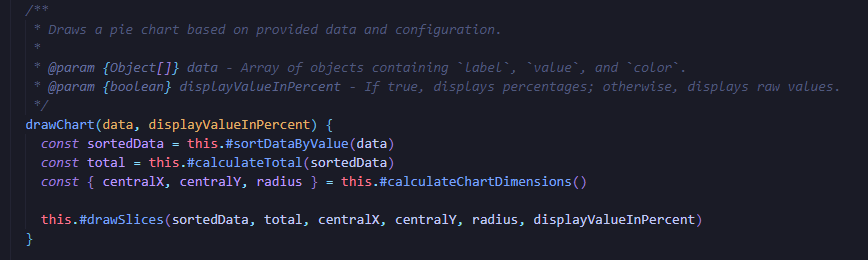 /**
 * Draws a pie chart based on provided data and configuration.
 *
 * @param {Object[]} data - Array of objects containing `label`, `value`, and `color`.
 * @param {boolean} displayValueInPercent - If true, displays percentages; otherwise, displays raw values.
 */
drawChart(data, displayValueInPercent) {
  const sortedData = this.#sortDataByValue(data)
  const total = this.#calculateTotal(sortedData)
  const { centralX, centralY, radius } = this.#calculateChartDimensions()

  this.#drawSlices(sortedData, total, centralX, centralY, radius, displayValueInPercent)
}